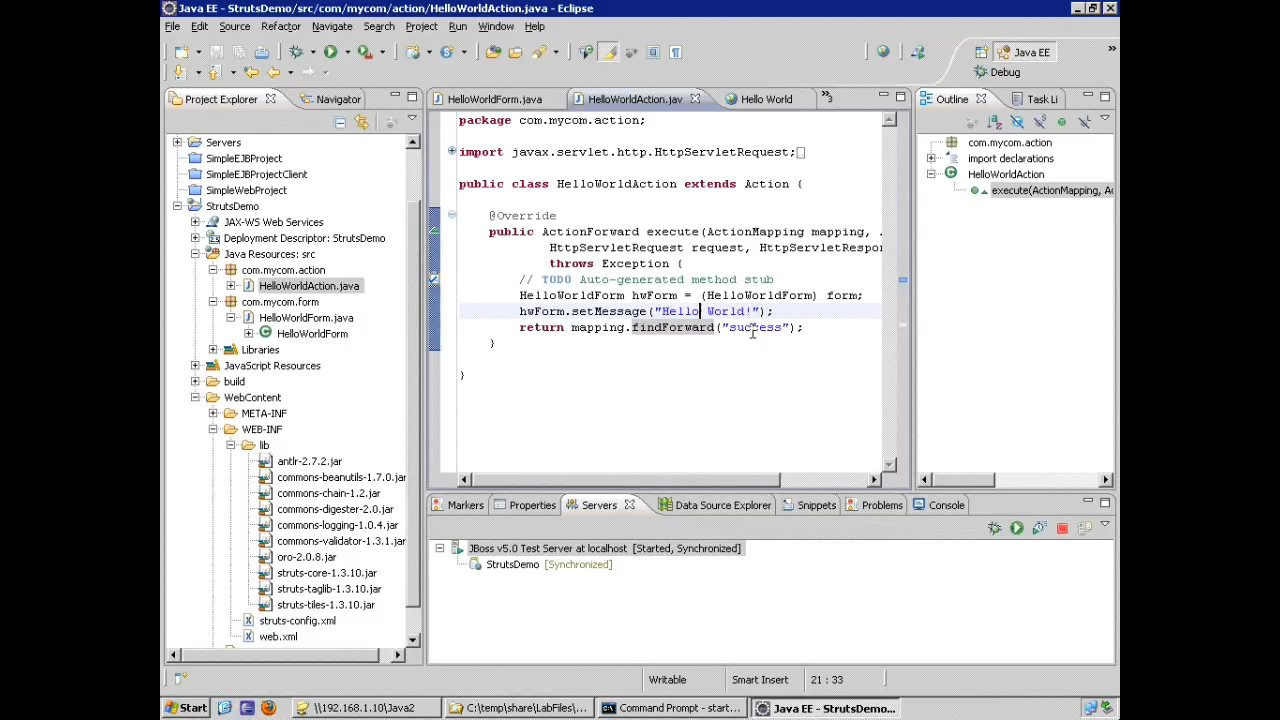 Java EE - StrutsDemo/src/com/mycom/action/HelloWorldAction.java - Eclipse
File Edit Source Refactor Navigate Search Project Run Window Help
Java EE
Debug
Project Explorer Navigator
Servers
SimpleEJBProject
SimpleEJBProjectClient
SimpleWebProject
StrutsDemo
JAX-WS Web Services
Deployment Descriptor: StrutsDemo
Java Resources: src
com.mycom.action
HelloWorldAction.java
com.mycom.form
HelloWorldForm.java
HelloWorldForm
Libraries
JavaScript Resources
build
WebContent
META-INF
WEB-INF
lib
antlr-2.7.2.jar
commons-beanutils-1.7.0.jar
commons-chain-1.2.jar
commons-digester-2.0.jar
commons-logging-1.0.4.jar
commons-validator-1.3.1.jar
oro-2.0.8.jar
struts-core-1.3.10.jar
struts-taglib-1.3.10.jar
struts-tiles-1.3.10.jar
struts-config.xml
web.xml
HelloWorldForm.java HelloWorldAction.jav Hello World 3
package com.mycom.action;
import javax.servlet.http.HttpServletRequest;
public class HelloWorldAction extends Action {
@Override
public ActionForward execute(ActionMapping mapping, 
HttpServletRequest request, HttpServletRespor
throws Exception {
// TODO Auto-generated method stub
HelloWorldForm hwForm = (HelloWorldForm) form;
hwForm.setMessage("Hello World!");
return mapping.findForward("success");
}
}
Outline Task Li
com.mycom.action
import declarations
HelloWorldAction
execute(ActionMapping, Ac
Markers Properties Servers Data Source Explorer Snippets Problems Console
JBoss v5.0 Test Server at localhost [Started, Synchronized]
StrutsDemo [Synchronized]
Writable Smart Insert 21 : 33
Start \\192.168.1.10\Java2 C:\temp\share\LabFiles\... Command Prompt - start... Java EE - StrutsDemo...